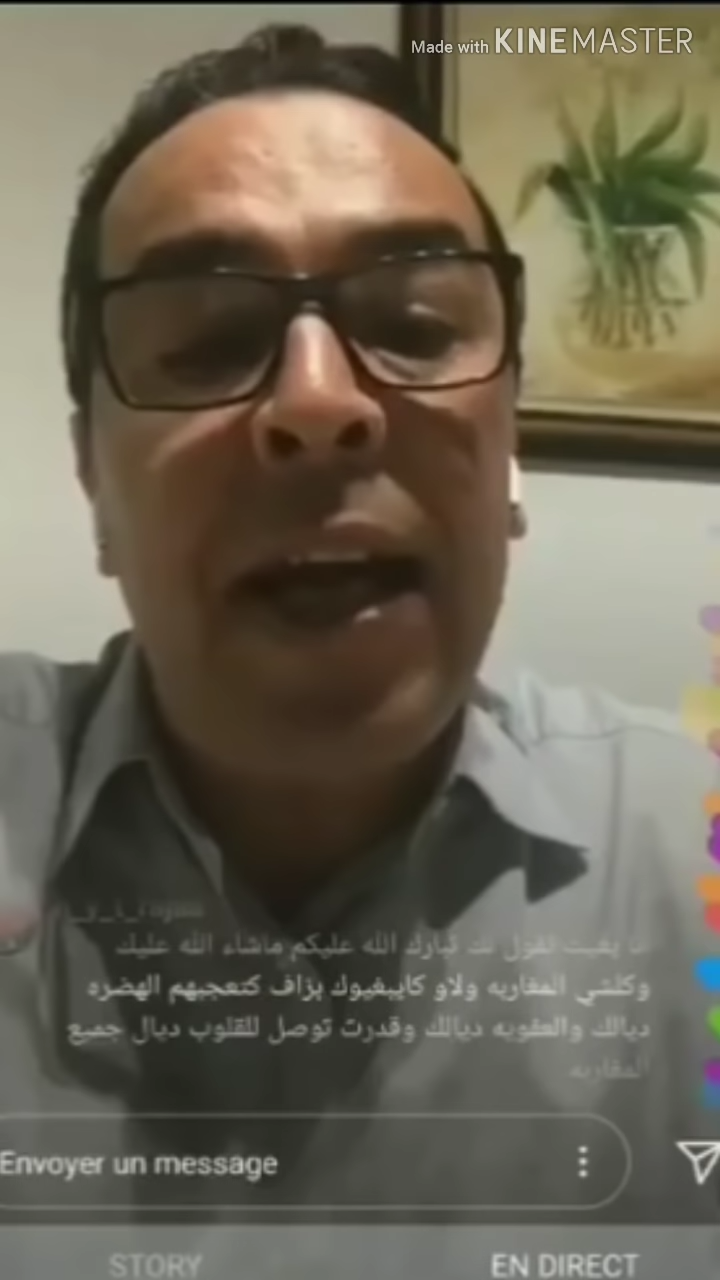 Made with KINEMASTER
بغيت نقول لك تبارك الله عليكم ماشاء الله عليك
وكلشي المغاربه ولاو كايبغيوك بزاف كتعجبهم الهضره
ديالك والعفويه ديالك وقدرت توصل للقلوب ديال جميع
المغاربه
Envoyer un message
STORY EN DIRECT